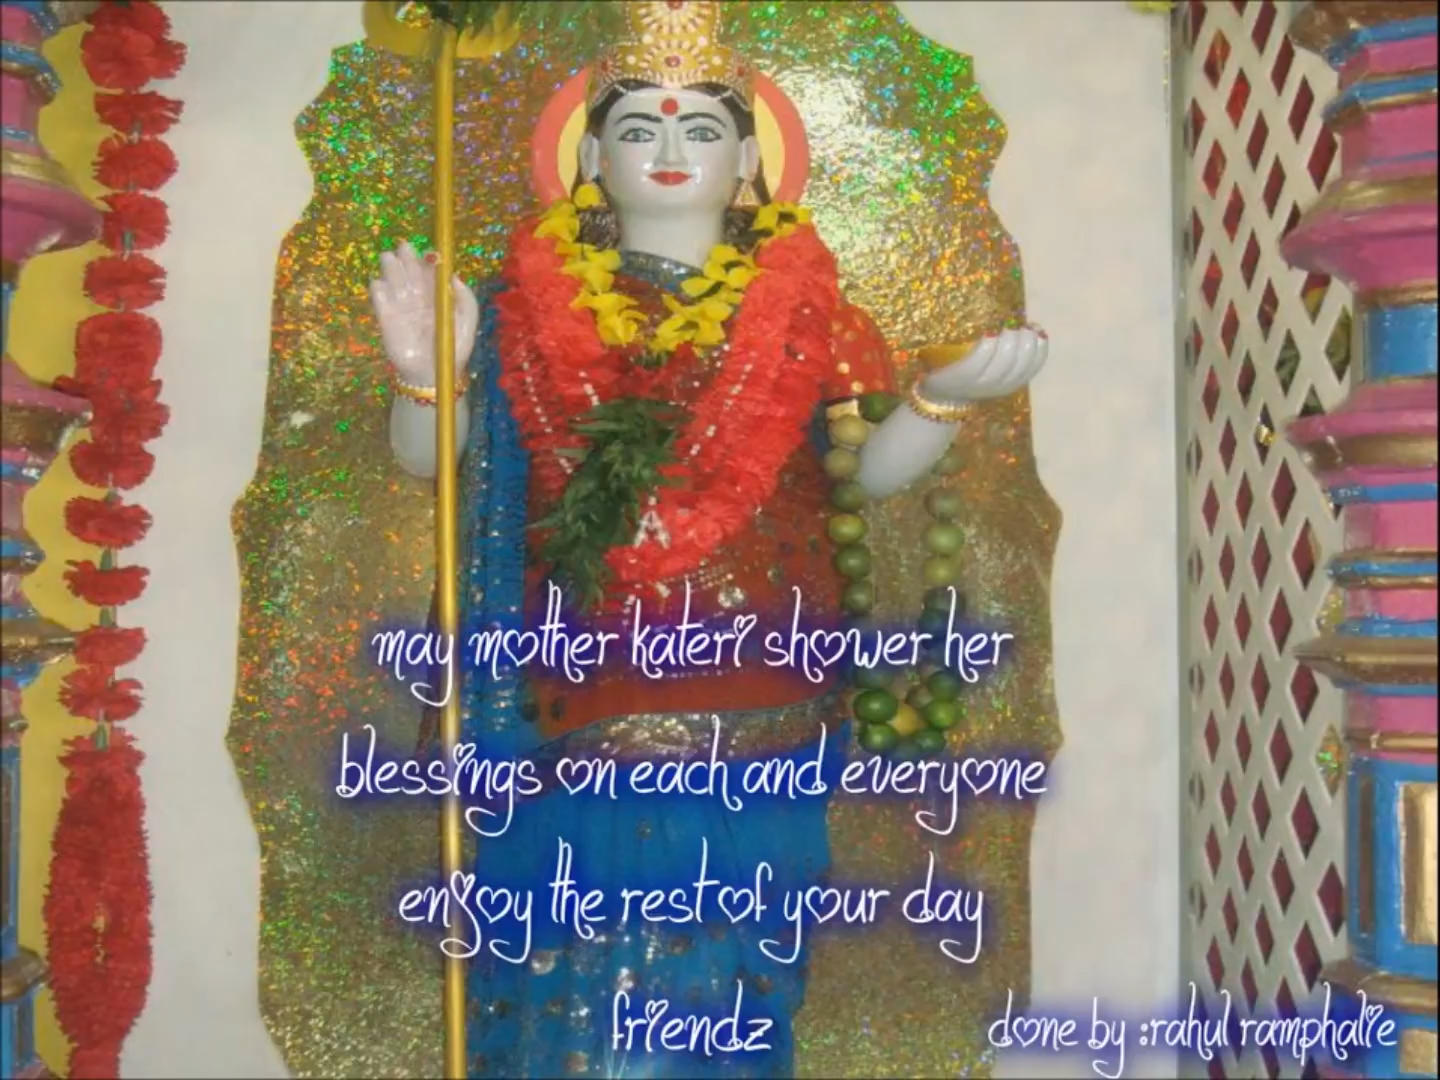 may mother kateri shower her
blessings on each and everyone
enjoy the rest of your day
friendz
done by :rahul ramphalie